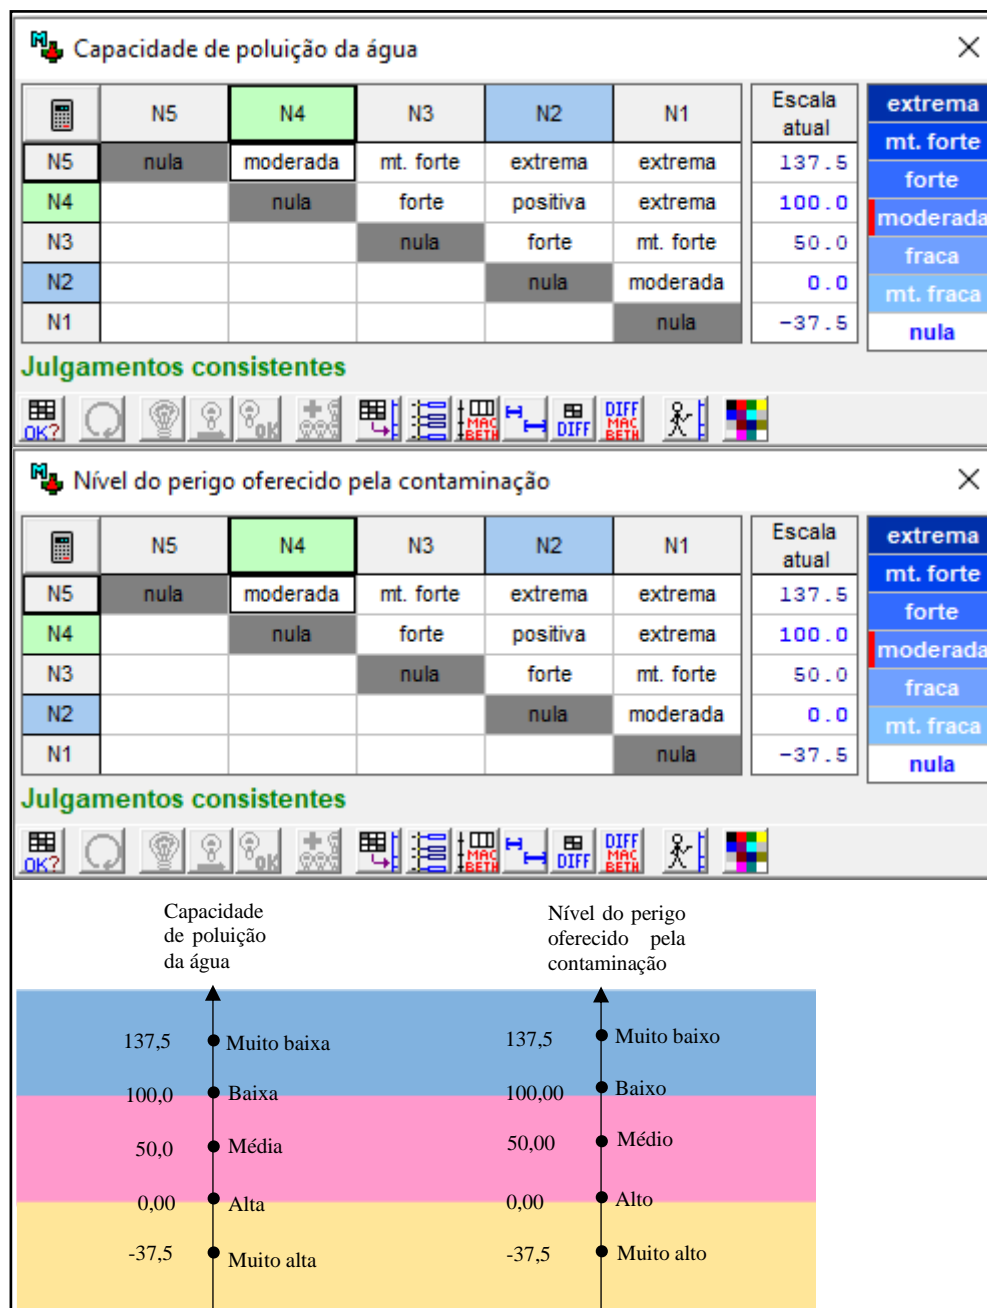 Capacidade de poluição da água
N5 N4 N3 N2 N1 Escala atual extrema
mt. forte
N5 nula moderada mt. forte extrema extrema 137.5
forte
N4 nula forte positiva extrema 100.0
moderada
N3 nula forte mt. forte 50.0
fraca
N2 nula moderada 0.0
mt. fraca
N1 nula -37.5
nula
Julgamentos consistentes
OK? OK MAC BETH DIFF DIFF MAC BETH
Nível do perigo oferecido pela contaminação
N5 N4 N3 N2 N1 Escala atual extrema
mt. forte
N5 nula moderada mt. forte extrema extrema 137.5
forte
N4 nula forte positiva extrema 100.0
moderada
N3 nula forte mt. forte 50.0
fraca
N2 nula moderada 0.0
mt. fraca
N1 nula -37.5
nula
Julgamentos consistentes
OK? OK MAC BETH DIFF DIFF MAC BETH
Capacidade
de poluição
da água
Nível do perigo
oferecido pela
contaminação
137,5 Muito baixa 137,5 Muito baixo
100,0 Baixa 100,00 Baixo
50,0 Média 50,00 Médio
0,00 Alta 0,00 Alto
-37,5 Muito alta -37,5 Muito alto